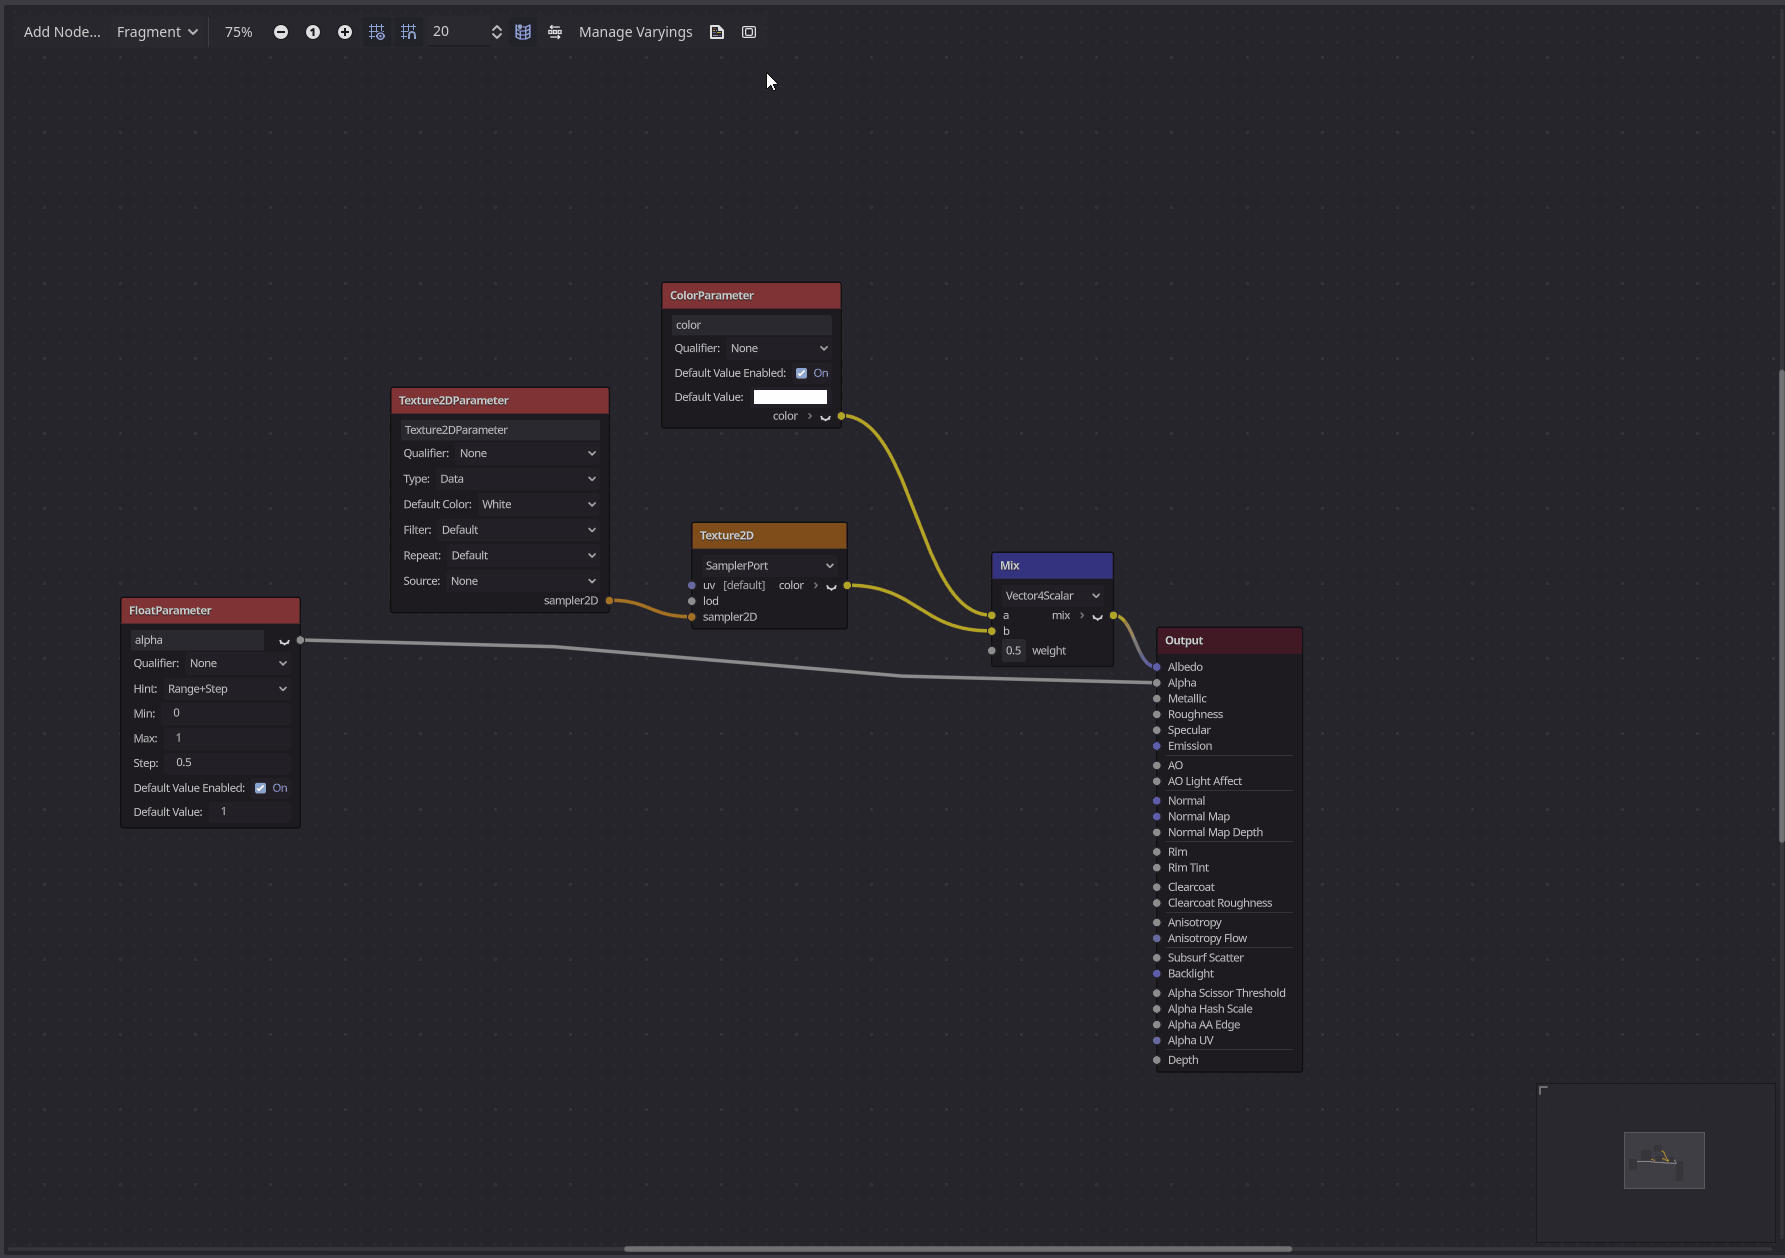 Add Node... Fragment 75% 1 20 Manage Varyings
ColorParameter
color
Qualifier: None
Default Value Enabled: On
Default Value:
color
Texture2DParameter
Texture2DParameter
Qualifier: None
Type: Data
Default Color: White
Filter: Default
Repeat: Default
Source: None
sampler2D
Texture2D
SamplerPort
uv [default] color
lod
sampler2D
Mix
Vector4Scalar
a mix
b
0.5 weight
FloatParameter
alpha
Qualifier: None
Hint: Range+Step
Min: 0
Max: 1
Step: 0.5
Default Value Enabled: On
Default Value: 1
Output
Albedo
Alpha
Metallic
Roughness
Specular
Emission
AO
AO Light Affect
Normal
Normal Map
Normal Map Depth
Rim
Rim Tint
Clearcoat
Clearcoat Roughness
Anisotropy
Anisotropy Flow
Subsurf Scatter
Backlight
Alpha Scissor Threshold
Alpha Hash Scale
Alpha AA Edge
Alpha UV
Depth